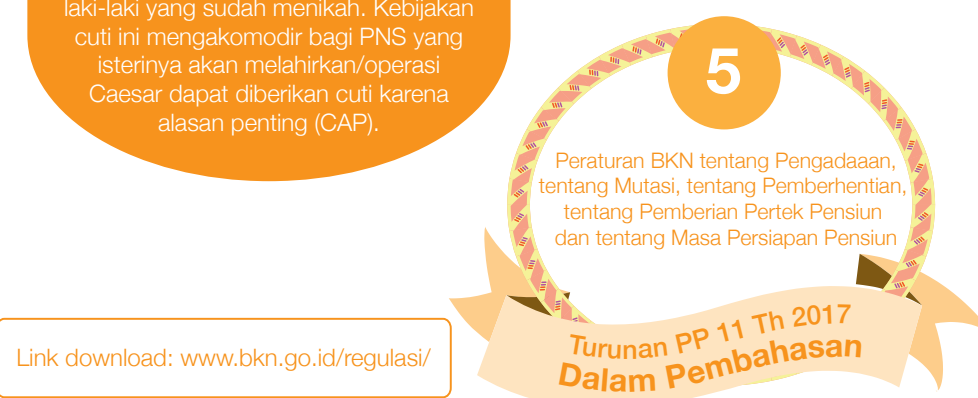 laki-laki yang sudah menikah. Kebijakan
cuti ini mengakomodir bagi PNS yang
isterinya akan melahirkan/operasi
Caesar dapat diberikan cuti karena
alasan penting (CAP).
5
Peraturan BKN tentang Pengadaaan,
tentang Mutasi, tentang Pemberhentian,
tentang Pemberian Pertek Pensiun
dan tentang Masa Persiapan Pensiun
Turunan PP 11 Th 2017
Dalam Pembahasan
Link download: www.bkn.go.id/regulasi/